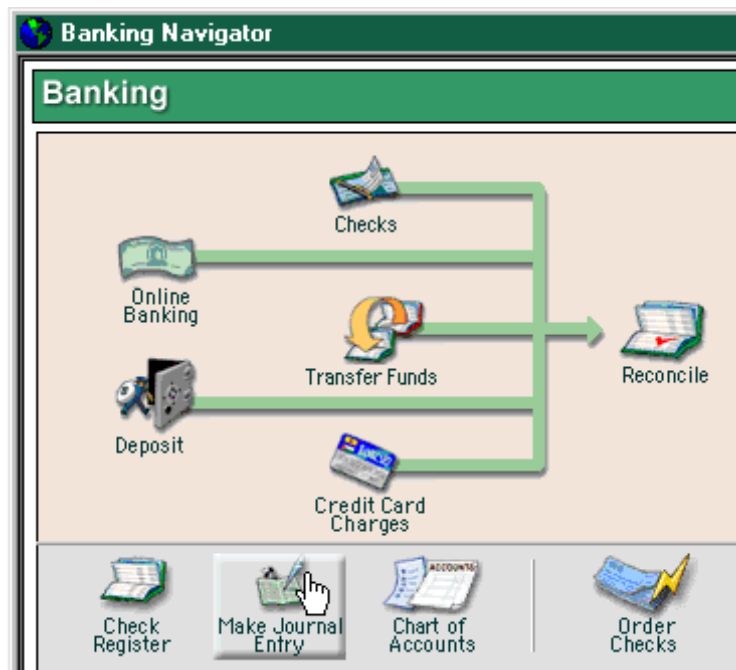 Banking Navigator
Banking
Checks
Online
Banking
Transfer Funds
Reconcile
Deposit
Credit Card
Charges
ACCOUNTS
Check
Register
Make Journal
Entry
Chart of
Accounts
Order
Checks